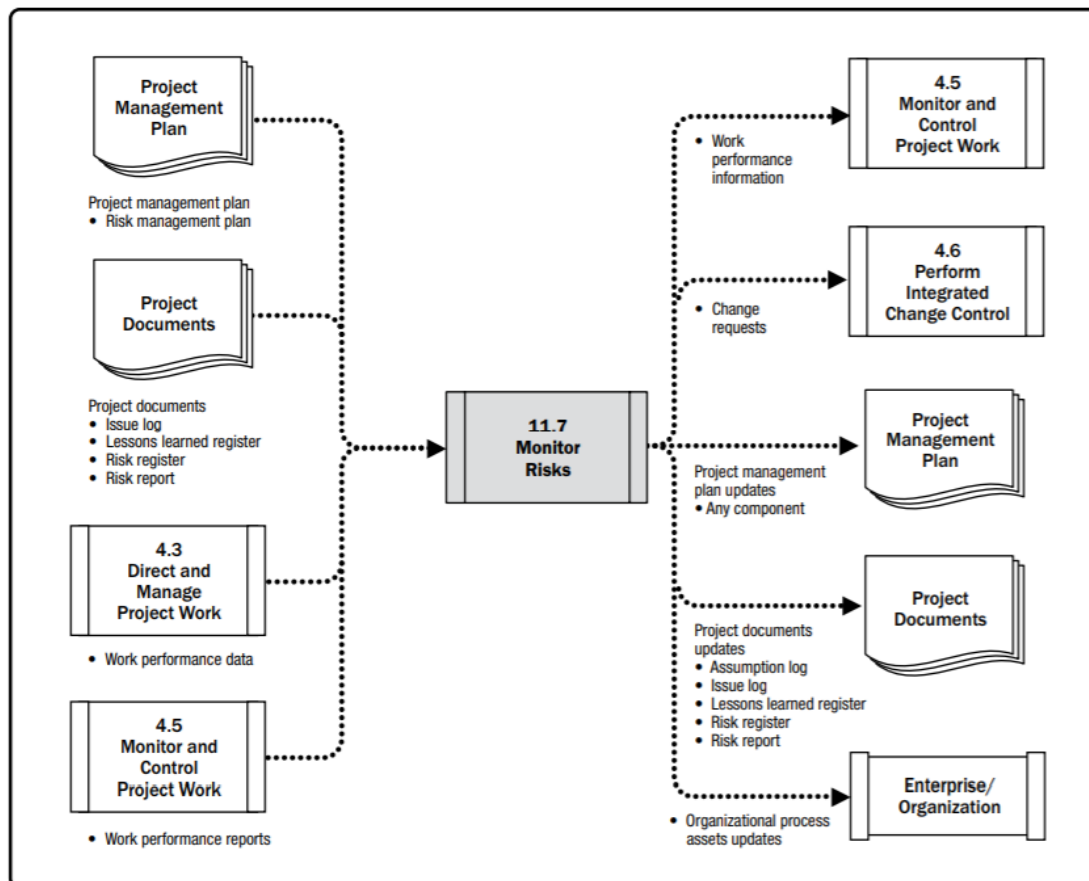 Project
Management
Plan
Project management plan
• Risk management plan
Project
Documents
Project documents
• Issue log
• Lessons learned register
• Risk register
• Risk report
4.3
Direct and
Manage
Project Work
• Work performance data
4.5
Monitor and
Control
Project Work
• Work performance reports
11.7
Monitor
Risks
• Work
performance
information
4.5
Monitor and
Control
Project Work
• Change
requests
4.6
Perform
Integrated
Change Control
Project management
plan updates
• Any component
Project
Management
Plan
Project documents
updates
• Assumption log
• Issue log
• Lessons learned register
• Risk register
• Risk report
Project
Documents
• Organizational process
assets updates
Enterprise/
Organization